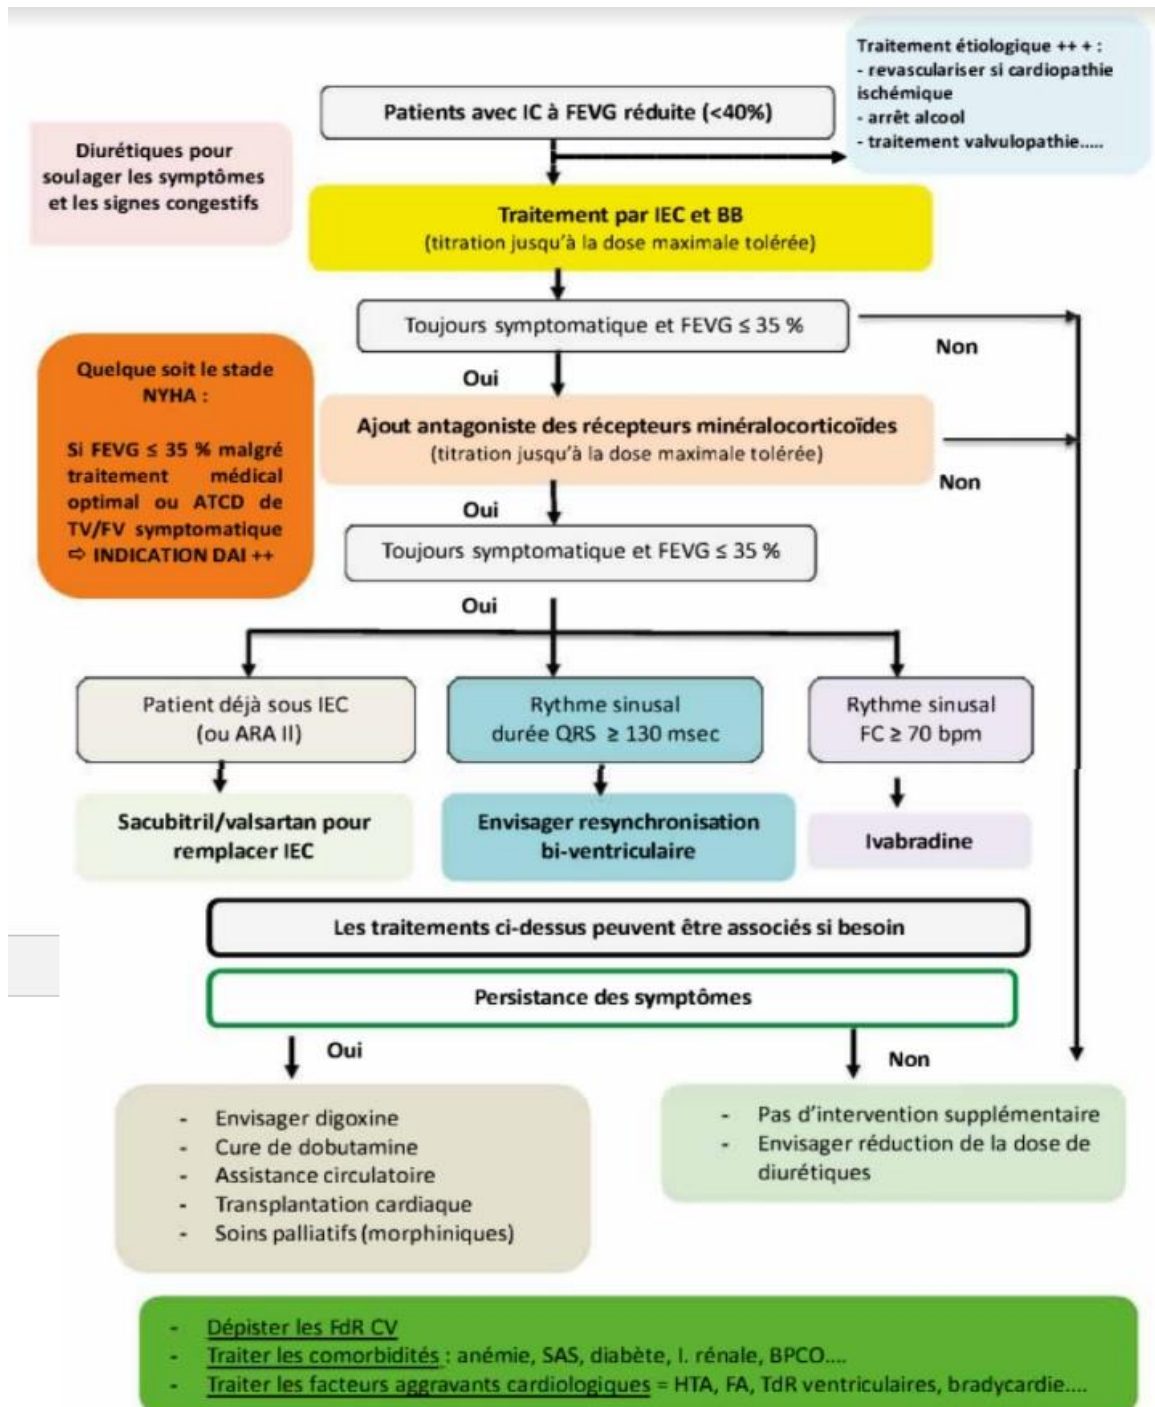 Traitement étiologique ++ + :
- revasculariser si cardiopathie
ischémique
- arrêt alcool
- traitement valvulopathie.....
Patients avec IC à FEVG réduite (<40%)
Diurétiques pour
soulager les symptômes
et les signes congestifs
Traitement par IEC et BB
(titration jusqu'à la dose maximale tolérée)
Toujours symptomatique et FEVG ≤ 35 %
Non
Oui
Quelque soit le stade
NYHA :
Si FEVG ≤ 35 % malgré
traitement médical
optimal ou ATCD de
TV/FV symptomatique
⇨ INDICATION DAI ++
Ajout antagoniste des récepteurs minéralocorticoïdes
(titration jusqu'à la dose maximale tolérée)
Non
Oui
Toujours symptomatique et FEVG ≤ 35 %
Oui
Patient déjà sous IEC
(ou ARA II)
Rythme sinusal
durée QRS ≥ 130 msec
Rythme sinusal
FC ≥ 70 bpm
Sacubitril/valsartan pour
remplacer IEC
Envisager resynchronisation
bi-ventriculaire
Ivabradine
Les traitements ci-dessus peuvent être associés si besoin
Persistance des symptômes
Oui
Non
- Envisager digoxine
- Cure de dobutamine
- Assistance circulatoire
- Transplantation cardiaque
- Soins palliatifs (morphiniques)
- Pas d'intervention supplémentaire
- Envisager réduction de la dose de
diurétiques
- Dépister les FdR CV
- Traiter les comorbidités : anémie, SAS, diabète, I. rénale, BPCO....
- Traiter les facteurs aggravants cardiologiques = HTA, FA, TdR ventriculaires, bradycardie....